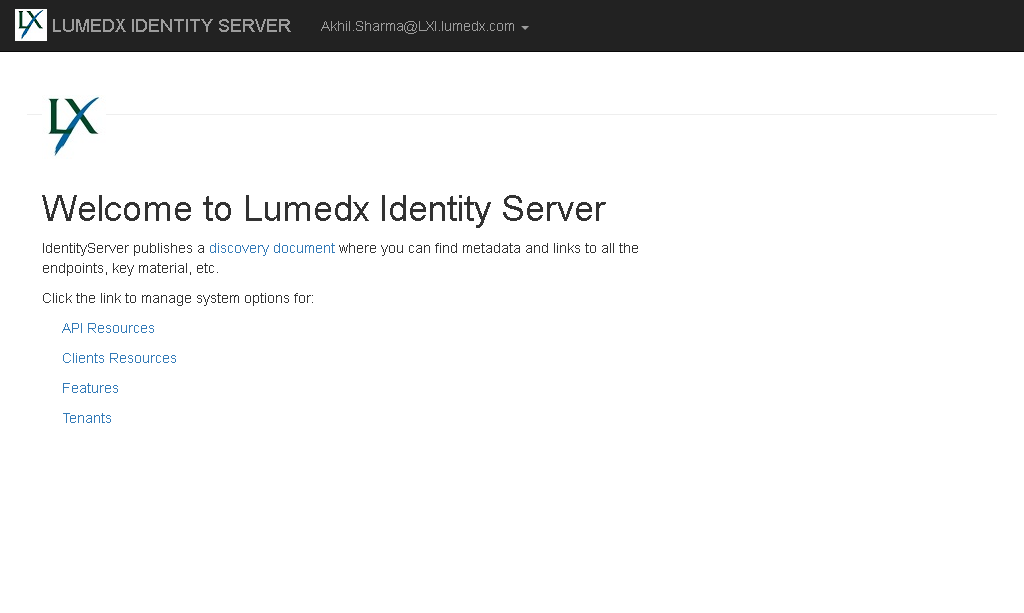 LX LUMEDX IDENTITY SERVER Akhil.Sharma@LXI.lumedx.com
LX
Welcome to Lumedx Identity Server
IdentityServer publishes a discovery document where you can find metadata and links to all the
endpoints, key material, etc.
Click the link to manage system options for:
API Resources
Clients Resources
Features
Tenants